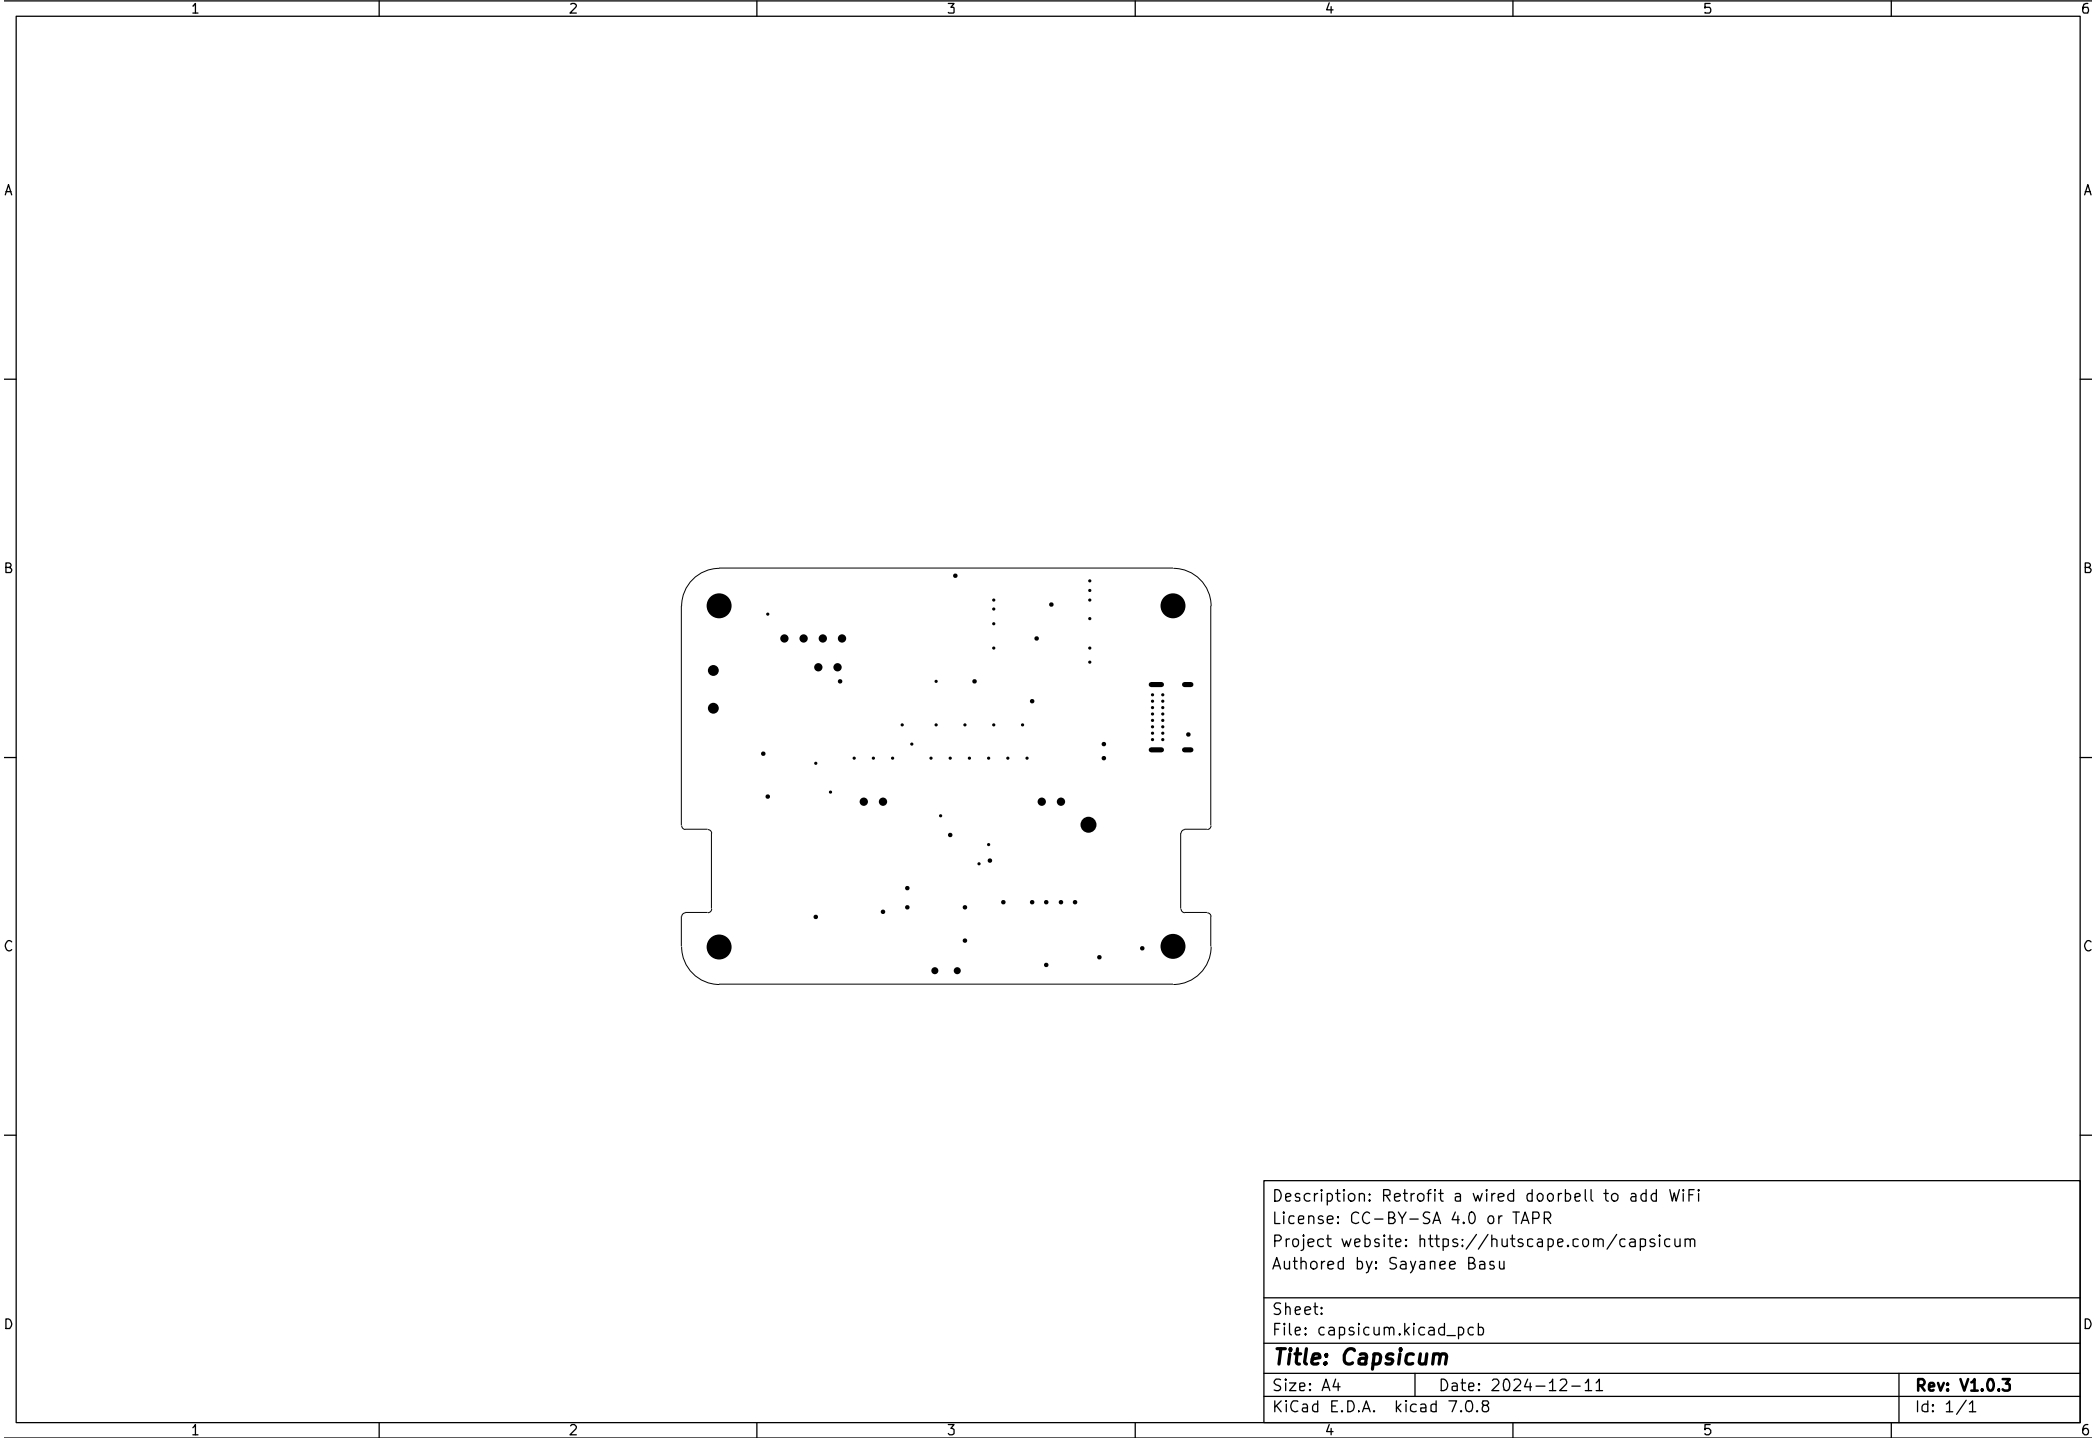 1 2 3 4 5 6
A A
B B
C C
Description: Retrofit a wired doorbell to add WiFi
License: CC-BY-SA 4.0 or TAPR
Project website: https://hutscape.com/capsicum
Authored by: Sayanee Basu
Sheet:
D D
File: capsicum.kicad_pcb
Title: Capsicum
Size: A4 Date: 2024-12-11 Rev: V1.0.3
KiCad E.D.A. kicad 7.0.8 Id: 1/1
1 2 3 4 5 6